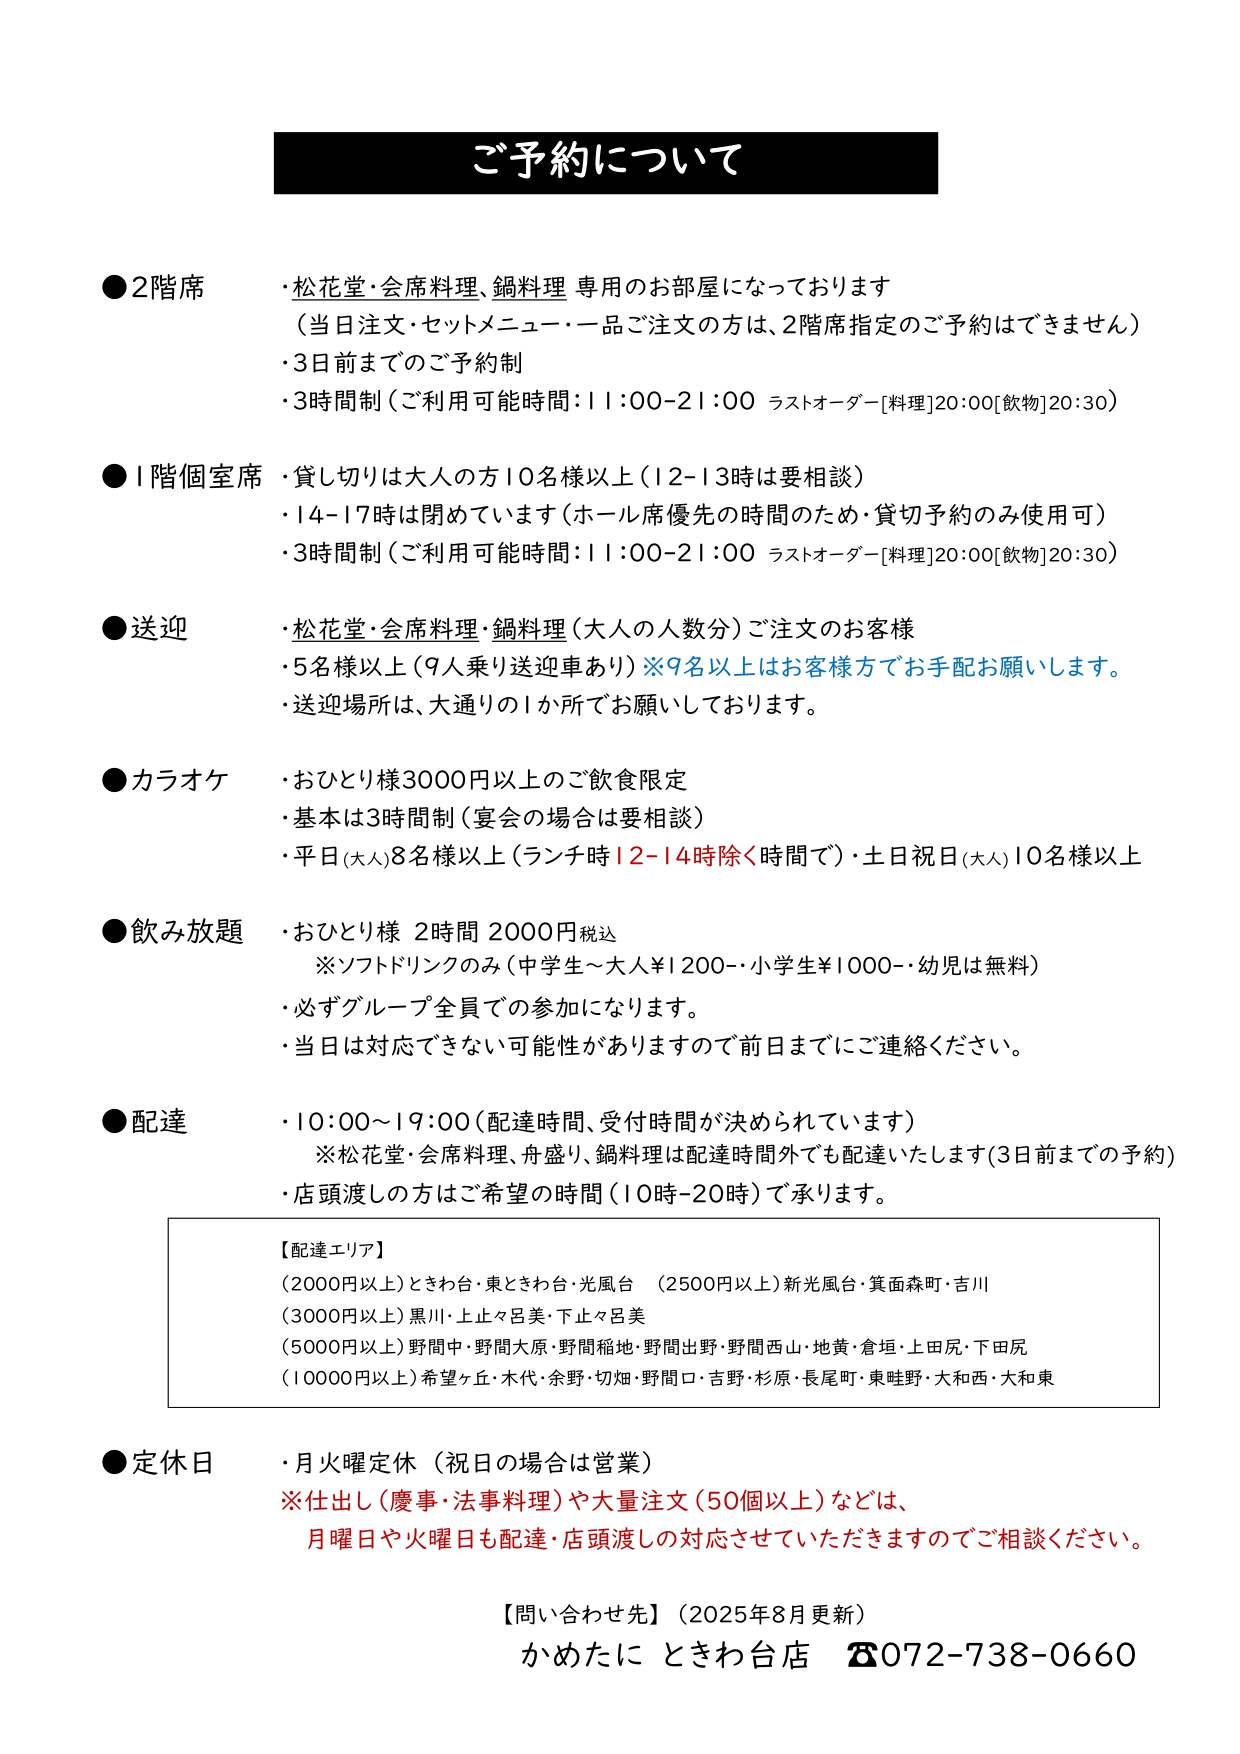 ご予約について
●2階席　・松花堂・会席料理、鍋料理 専用のお部屋になっております
（当日注文・セットメニュー・一品ご注文の方は、2階席指定のご予約はできません）
・3日前までのご予約制
・3時間制（ご利用可能時間：11：00-21：00 ラストオーダー[料理]20：00[飲物]20：30）
●1階個室席　・貸し切りは大人の方10名様以上（12-13時は要相談）
・14-17時は閉めています（ホール席優先の時間のため・貸切予約のみ使用可）
・3時間制（ご利用可能時間：11：00-21：00 ラストオーダー[料理]20：00[飲物]20：30）
●送迎　・松花堂・会席料理・鍋料理（大人の人数分）ご注文のお客様
・5名様以上（9人乗り送迎車あり）※9名以上はお客様方でお手配お願いします。
・送迎場所は、大通りの1か所でお願いしております。
●カラオケ　・おひとり様3000円以上のご飲食限定
・基本は3時間制（宴会の場合は要相談）
・平日(大人)8名様以上（ランチ時12-14時除く時間で）・土日祝日(大人)10名様以上
●飲み放題　・おひとり様 2時間 2000円税込
※ソフトドリンクのみ（中学生～大人¥1200-・小学生¥1000-・幼児は無料）
・必ずグループ全員での参加になります。
・当日は対応できない可能性がありますので前日までにご連絡ください。
●配達　・10：00～19：00（配達時間、受付時間が決められています）
※松花堂・会席料理、舟盛り、鍋料理は配達時間外でも配達いたします(3日前までの予約)
・店頭渡しの方はご希望の時間（10時-20時）で承ります。
【配達エリア】
（2000円以上）ときわ台・東ときわ台・光風台　（2500円以上）新光風台・箕面森町・吉川
（3000円以上）黒川・上止々呂美・下止々呂美
（5000円以上）野間中・野間大原・野間稲地・野間出野・野間西山・地黄・倉垣・上田尻・下田尻
（10000円以上）希望ヶ丘・木代・余野・切畑・野間口・吉野・杉原・長尾町・東畦野・大和西・大和東
●定休日　・月火曜定休 （祝日の場合は営業）
※仕出し（慶事・法事料理）や大量注文（50個以上）などは、
月曜日や火曜日も配達・店頭渡しの対応させていただきますのでご相談ください。
【問い合わせ先】（2025年8月更新）
かめたに ときわ台店　☎072-738-0660